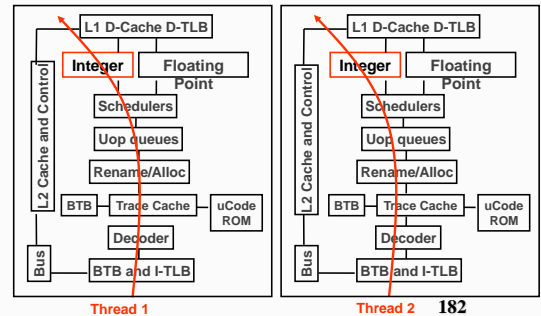 L1 D-Cache D-TLB
Integer
Floating
Point
L2 Cache and Control
Schedulers
Uop queues
Rename/Alloc
BTB
Trace Cache
uCode
ROM
Decoder
Bus
BTB and I-TLB
Thread 1
L1 D-Cache D-TLB
Integer
Floating
Point
L2 Cache and Control
Schedulers
Uop queues
Rename/Alloc
BTB
Trace Cache
uCode
ROM
Decoder
Bus
BTB and I-TLB
Thread 2
182